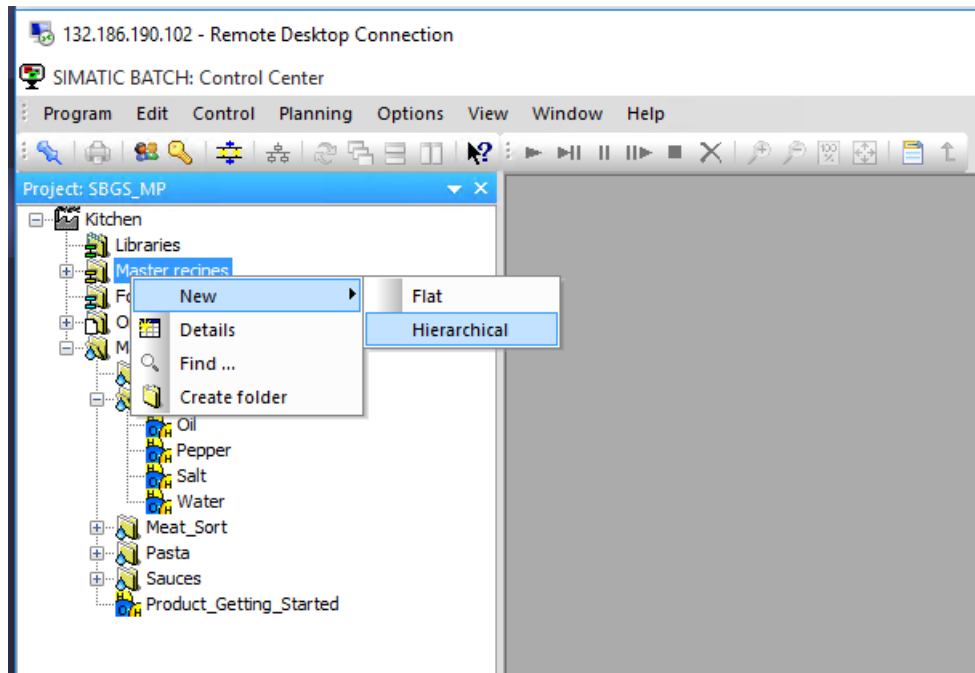 132.186.190.102 - Remote Desktop Connection
SIMATIC BATCH: Control Center
Program Edit Control Planning Options View Window Help
Project: SBGS_MP
Kitchen
Libraries
Master recipes
Fo
New
Flat
O
Details
Hierarchical
M
Find ...
Create folder
Oil
Pepper
Salt
Water
Meat_Sort
Pasta
Sauces
Product_Getting_Started